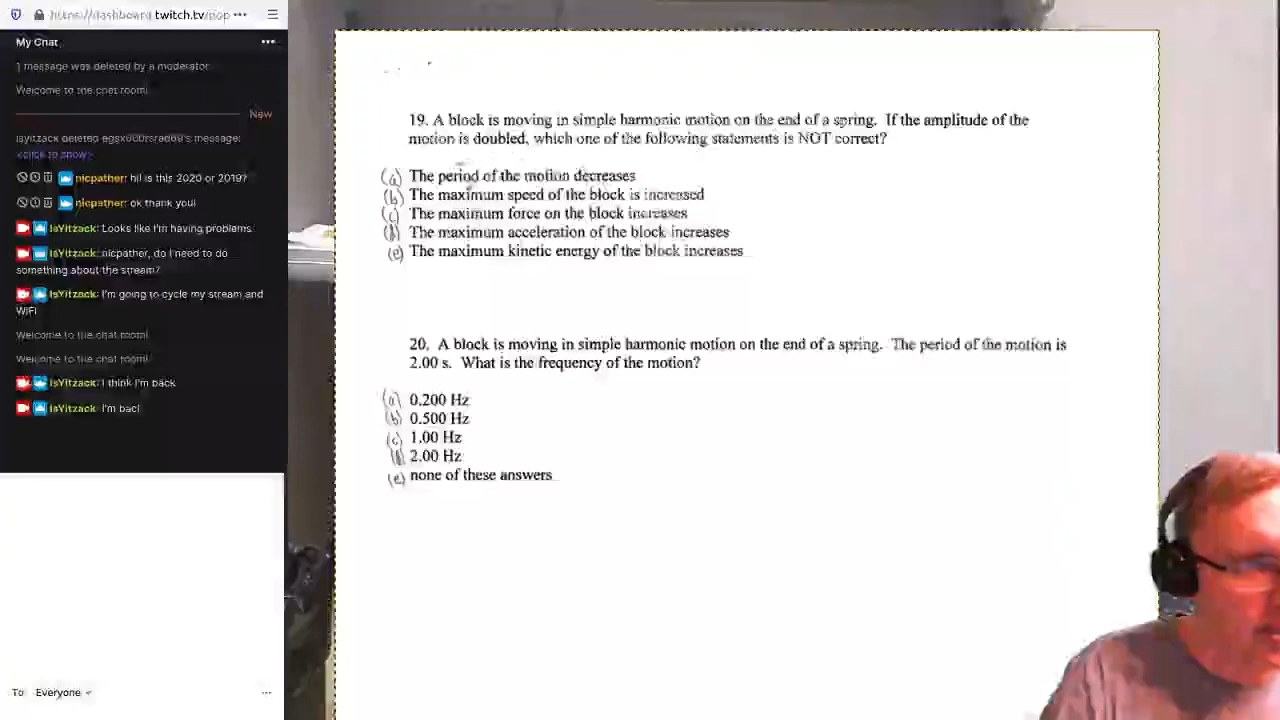 https://dashboard.twitch.tv/pop
My Chat
1 message was deleted by a moderator.
Welcome to the chat room!
New
message:
<click to show>
nicpather: hi! is this 2020 or 2019?
nicpather: ok thank you!
IsYitzack: Looks like I'm having problems.
IsYitzack: nicpather, do I need to do
something about the stream?
IsYitzack: I'm going to cycle my stream and
WiFi
Welcome to the chat room!
Welcome to the chat room!
IsYitzack: I think I'm back
IsYitzack: I'm bac!
To Everyone
19. A block is moving in simple harmonic motion on the end of a spring. If the amplitude of the
motion is doubled, which one of the following statements is NOT correct?
(a) The period of the motion decreases
(b) The maximum speed of the block is increased
(c) The maximum force on the block increases
(d) The maximum acceleration of the block increases
(e) The maximum kinetic energy of the block increases
20. A block is moving in simple harmonic motion on the end of a spring. The period of the motion is
2.00 s. What is the frequency of the motion?
(a) 0.200 Hz
(b) 0.500 Hz
(c) 1.00 Hz
(d) 2.00 Hz
(e) none of these answers